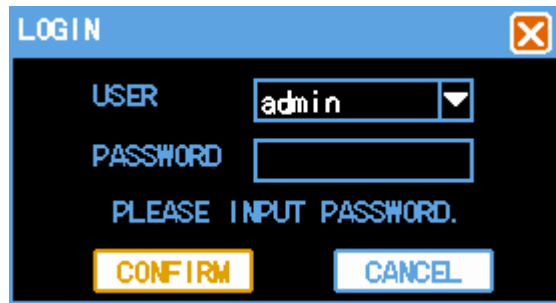 LOGIN
USER admin
PASSWORD
PLEASE INPUT PASSWORD.
CONFIRM CANCEL